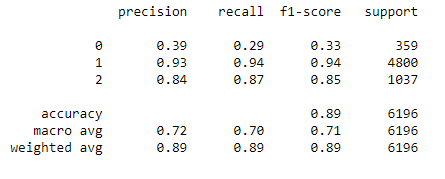 precision recall f1-score support
0 0.39 0.29 0.33 359
1 0.93 0.94 0.94 4800
2 0.84 0.87 0.85 1037
accuracy 0.89 6196
macro avg 0.72 0.70 0.71 6196
weighted avg 0.89 0.89 0.89 6196